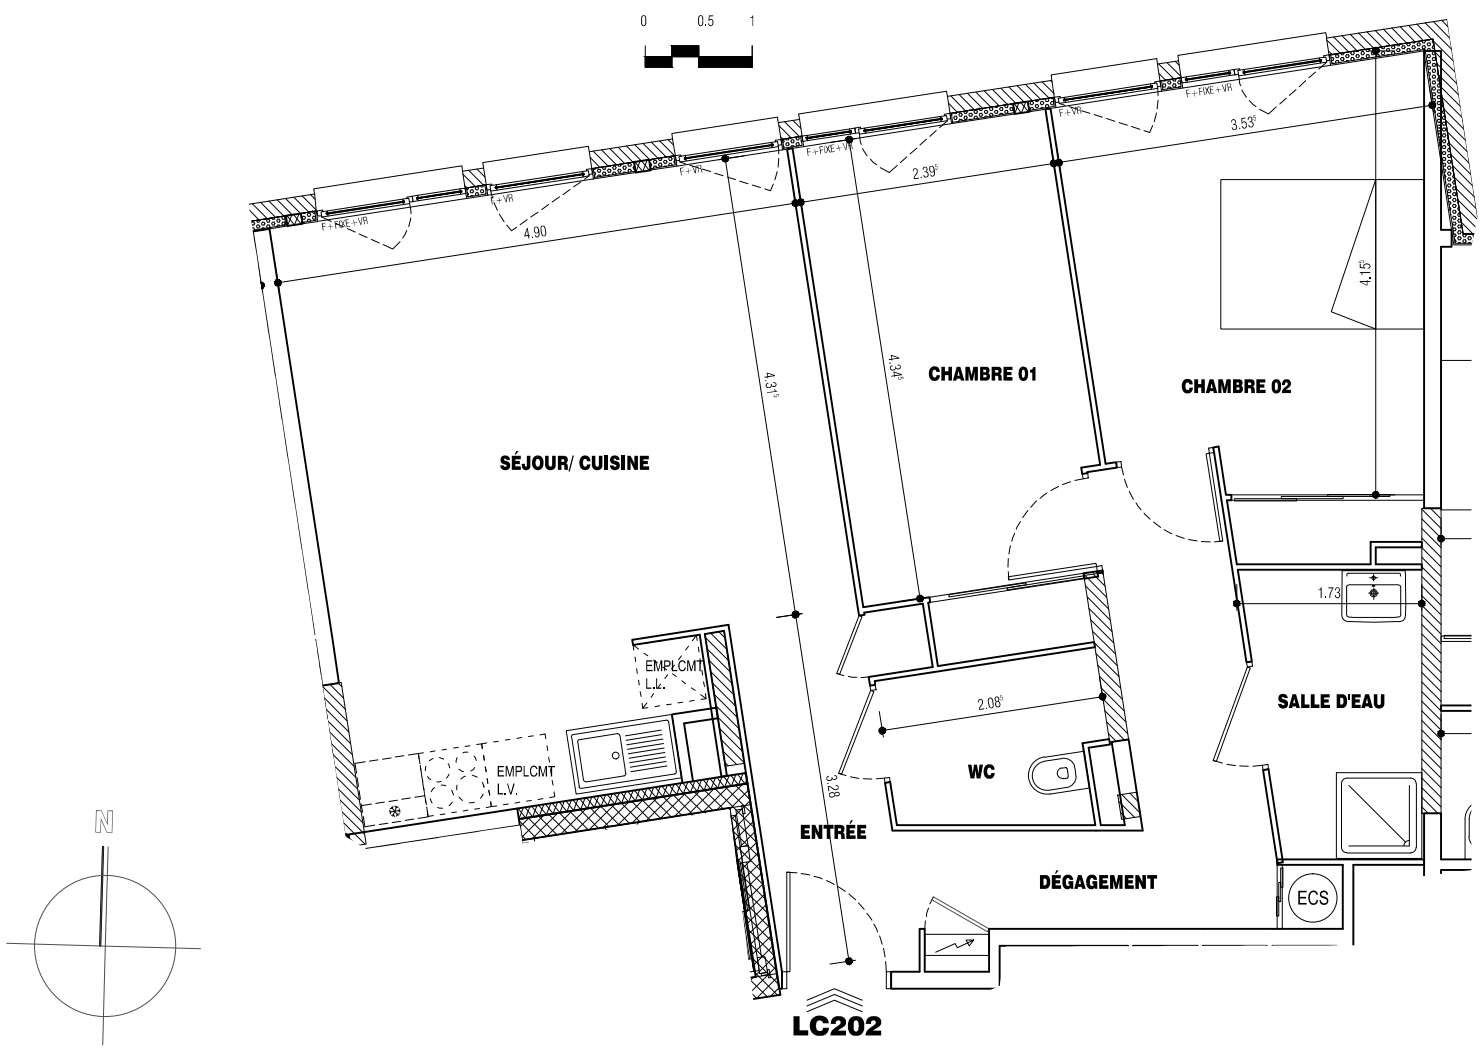 0 0.5 1
F+VR
F+FIXE+VR
3.53⁵
F+VR
F+FIXE+VR
2.39⁵
F+VR
F+FIXE+VR
4.90
4.15⁵
4.34⁵
4.31⁵
CHAMBRE 01
CHAMBRE 02
SÉJOUR/ CUISINE
1.73
EMPLCMT
L.L.
SALLE D'EAU
2.08⁵
EMPLCMT
L.V.
WC
3.28
N
ENTRÉE
DÉGAGEMENT
ECS
LC202